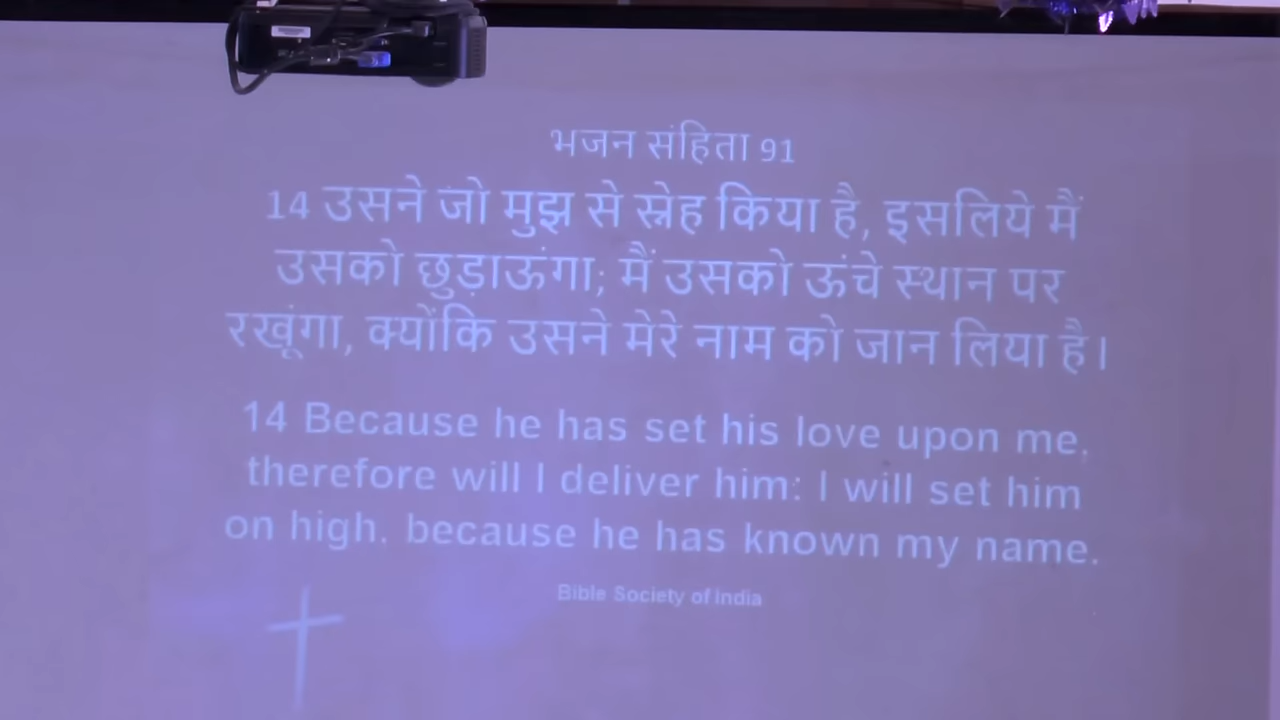 भजन संहिता 91
14 उसने जो मुझ से स्नेह किया है, इसलिये मैं
उसको छुड़ाऊंगा; मैं उसको ऊंचे स्थान पर
रखूंगा, क्योंकि उसने मेरे नाम को जान लिया है।
14 Because he has set his love upon me,
therefore will I deliver him: I will set him
on high, because he has known my name.
Bible Society of India